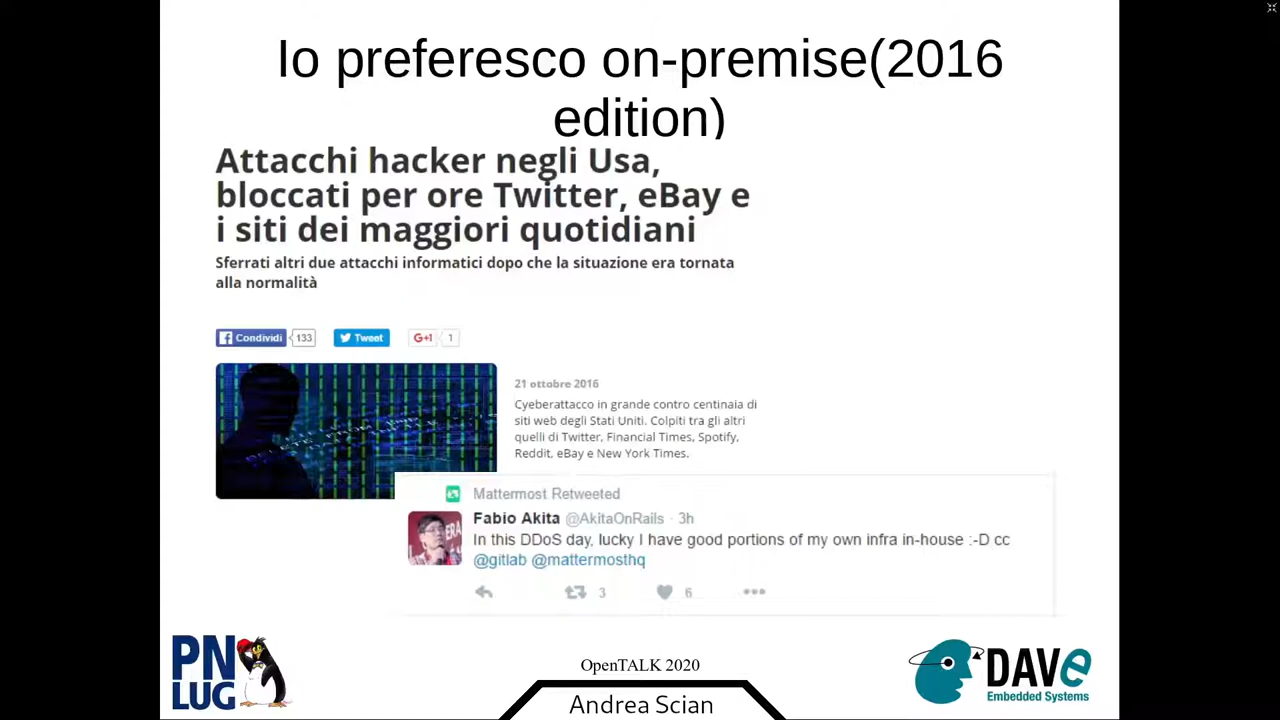 Io preferesco on-premise(2016
edition)
Attacchi hacker negli Usa,
bloccati per ore Twitter, eBay e
i siti dei maggiori quotidiani
Sferrati altri due attacchi informatici dopo che la situazione era tornata
alla normalità
Condividi 133 Tweet G+1 1
21 ottobre 2016
Cyeberattacco in grande contro centinaia di
siti web degli Stati Uniti. Colpiti tra gli altri
quelli di Twitter, Financial Times, Spotify,
Reddit, eBay e New York Times.
Mattermost Retweeted
Fabio Akita @AkitaOnRails · 3h
In this DDoS day, lucky I have good portions of my own infra in-house :-D cc
@gitlab @mattermosthq
3 6
PN
LUG
OpenTALK 2020
Andrea Scian
DAVe
Embedded Systems